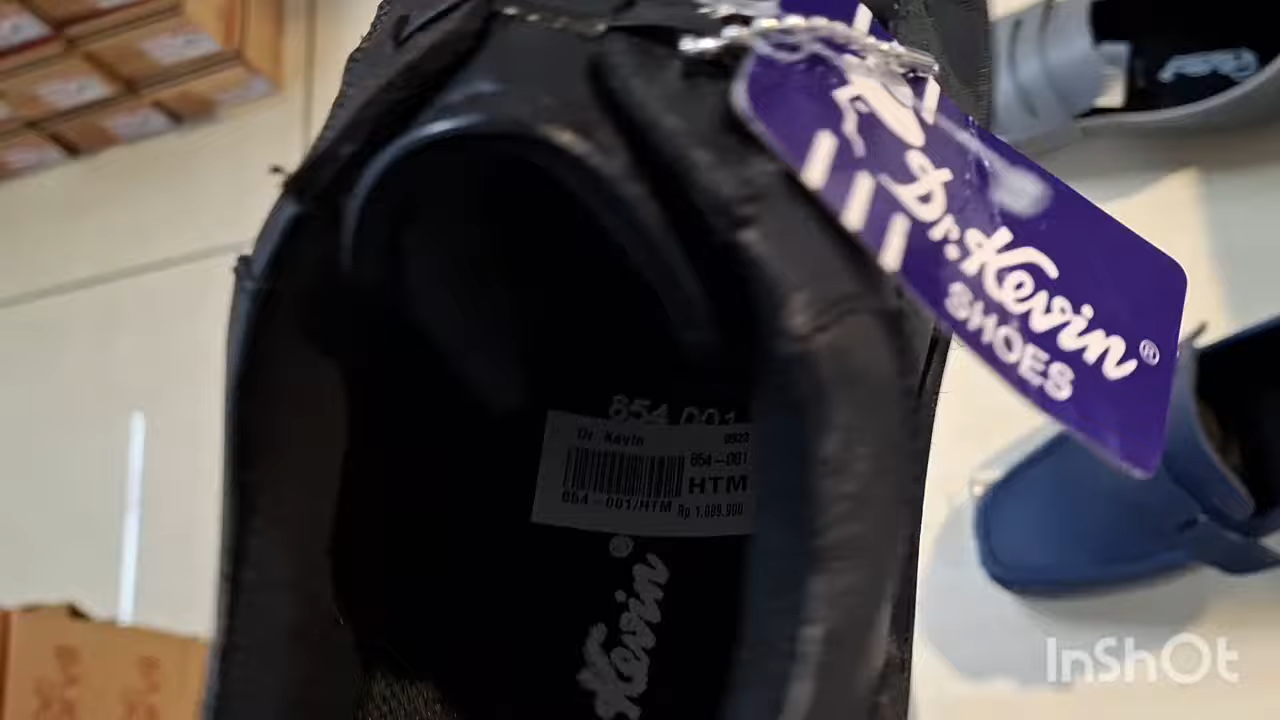 Dr. Kevin®
SHOES
854 001
Dr Kevin 0923
854-001
HTM
854-001/HTM Rp 1.089.900
Kevin®
InShOt